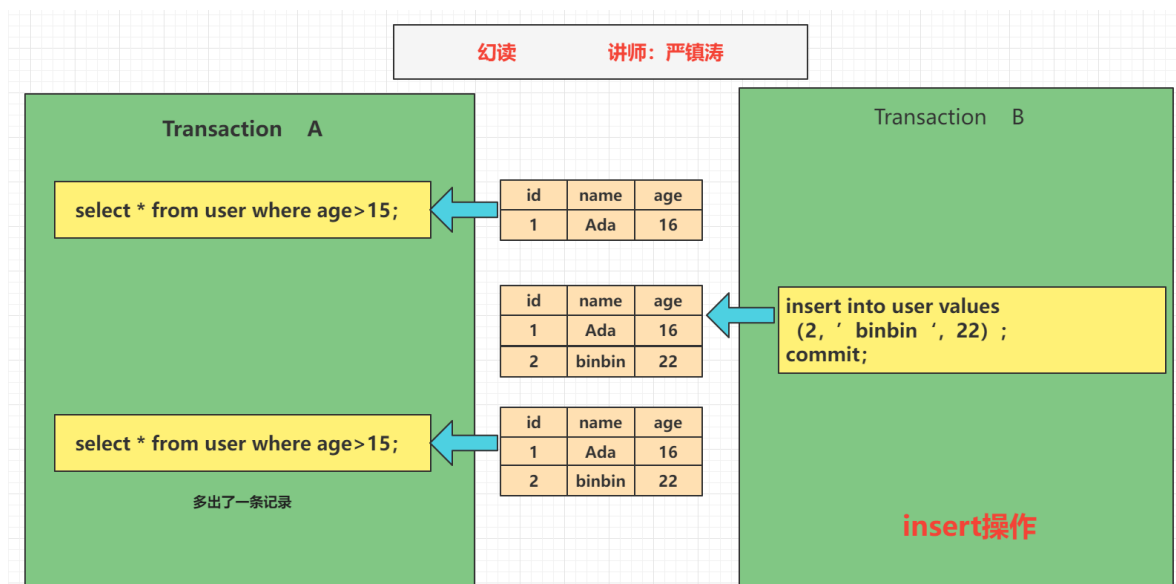 幻读 讲师：严镇涛
Transaction A
Transaction B
select * from user where age>15;
id name age
1 Ada 16
id name age
1 Ada 16
2 binbin 22
insert into user values
（2，’ binbin ‘，22）；
commit;
select * from user where age>15;
id name age
1 Ada 16
2 binbin 22
多出了一条记录
insert操作